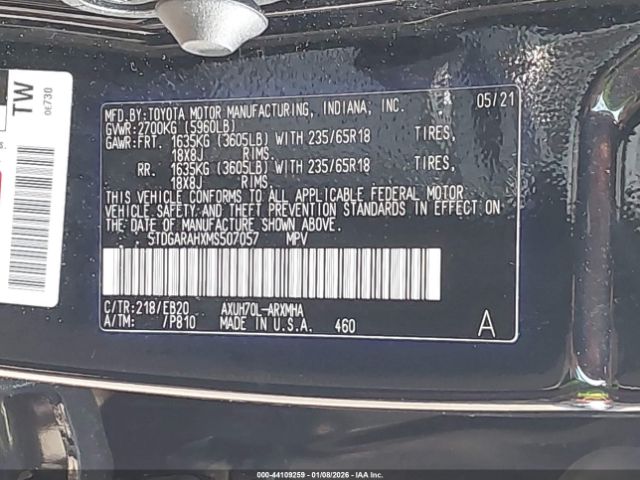 TW
0E730
MFD.BY:TOYOTA MOTOR MANUFACTURING, INDIANA, INC. 05/21
GVWR:2700KG (5960LB)
GAWR:FRT. 1635KG (3605LB) WITH 235/65R18 TIRES,
18X8J RIMS
RR. 1635KG (3605LB) WITH 235/65R18 TIRES,
18X8J RIMS
THIS VEHICLE CONFORMS TO ALL APPLICABLE FEDERAL MOTOR
VEHICLE SAFETY AND THEFT PREVENTION STANDARDS IN EFFECT ON
THE DATE OF MANUFACTURE SHOWN ABOVE.
5TDGARAHXMS507057 MPV
C/TR:218/EB20 AXUH70L-ARXMHA
A/TM: /P810 MADE IN U.S.A. 460
A
000-44109259 - 01/08/2026 - IAAC